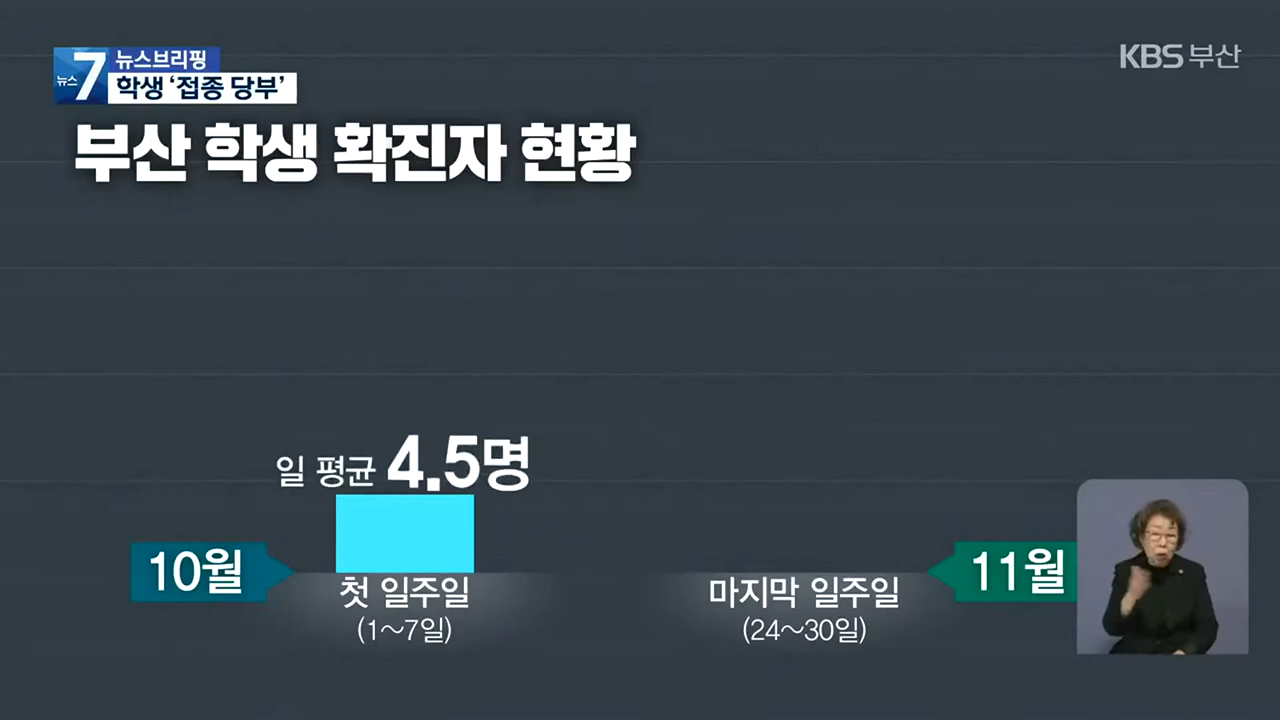 뉴스 7
뉴스브리핑
학생 ‘접종 당부’
KBS 부산
부산 학생 확진자 현황
일 평균 4.5명
10월
첫 일주일
(1~7일)
마지막 일주일
(24~30일)
11월